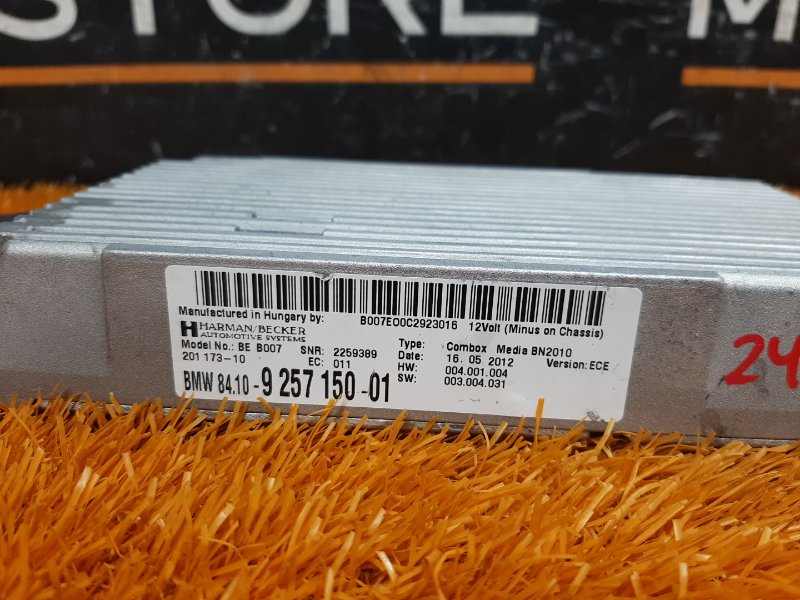 STORE M
Manufactured in Hungary by: B007EO0C2923016 12Volt (Minus on Chassis)
HARMAN/BECKER
AUTOMOTIVE SYSTEMS
Type: Combox Media BN2010
Model No.: BE B007 SNR: 2259389 Date: 16. 05 2012 Version: ECE
201 173-10 EC: 011 HW: 004.001.004
SW: 003.004.031
BMW 84.10-9 257 150-01
24